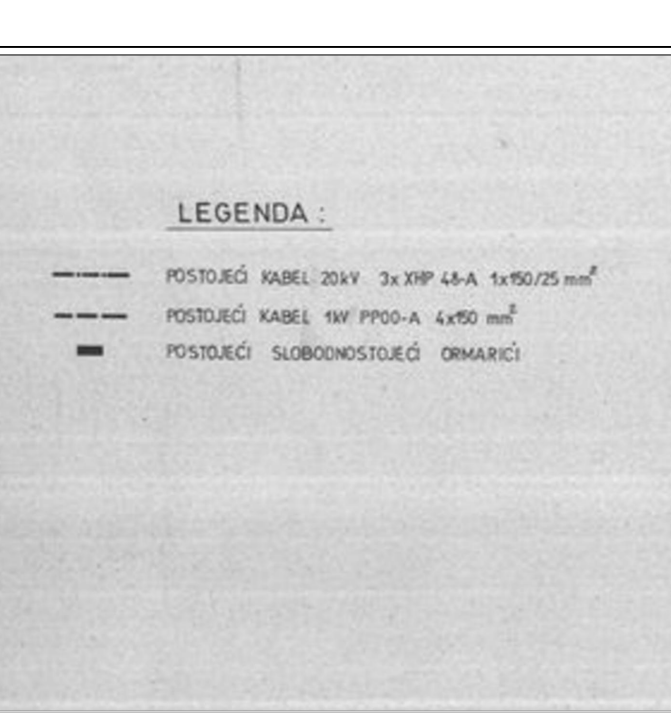 LEGENDA :
POSTOJEĆI KABEL 20kV 3x XHP 48-A 1x150/25 mm²
POSTOJEĆI KABEL 1kV PP00-A 4x150 mm²
POSTOJEĆI SLOBODNOSTOJEĆI ORMARIĆI